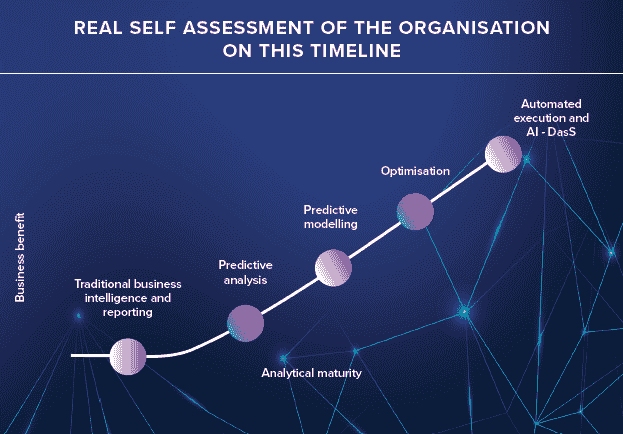 REAL SELF ASSESSMENT OF THE ORGANISATION
ON THIS TIMELINE
Automated
execution and
AI - DasS
Optimisation
Predictive
modelling
Predictive
analysis
Traditional business
intelligence and
reporting
Business benefit
Analytical maturity